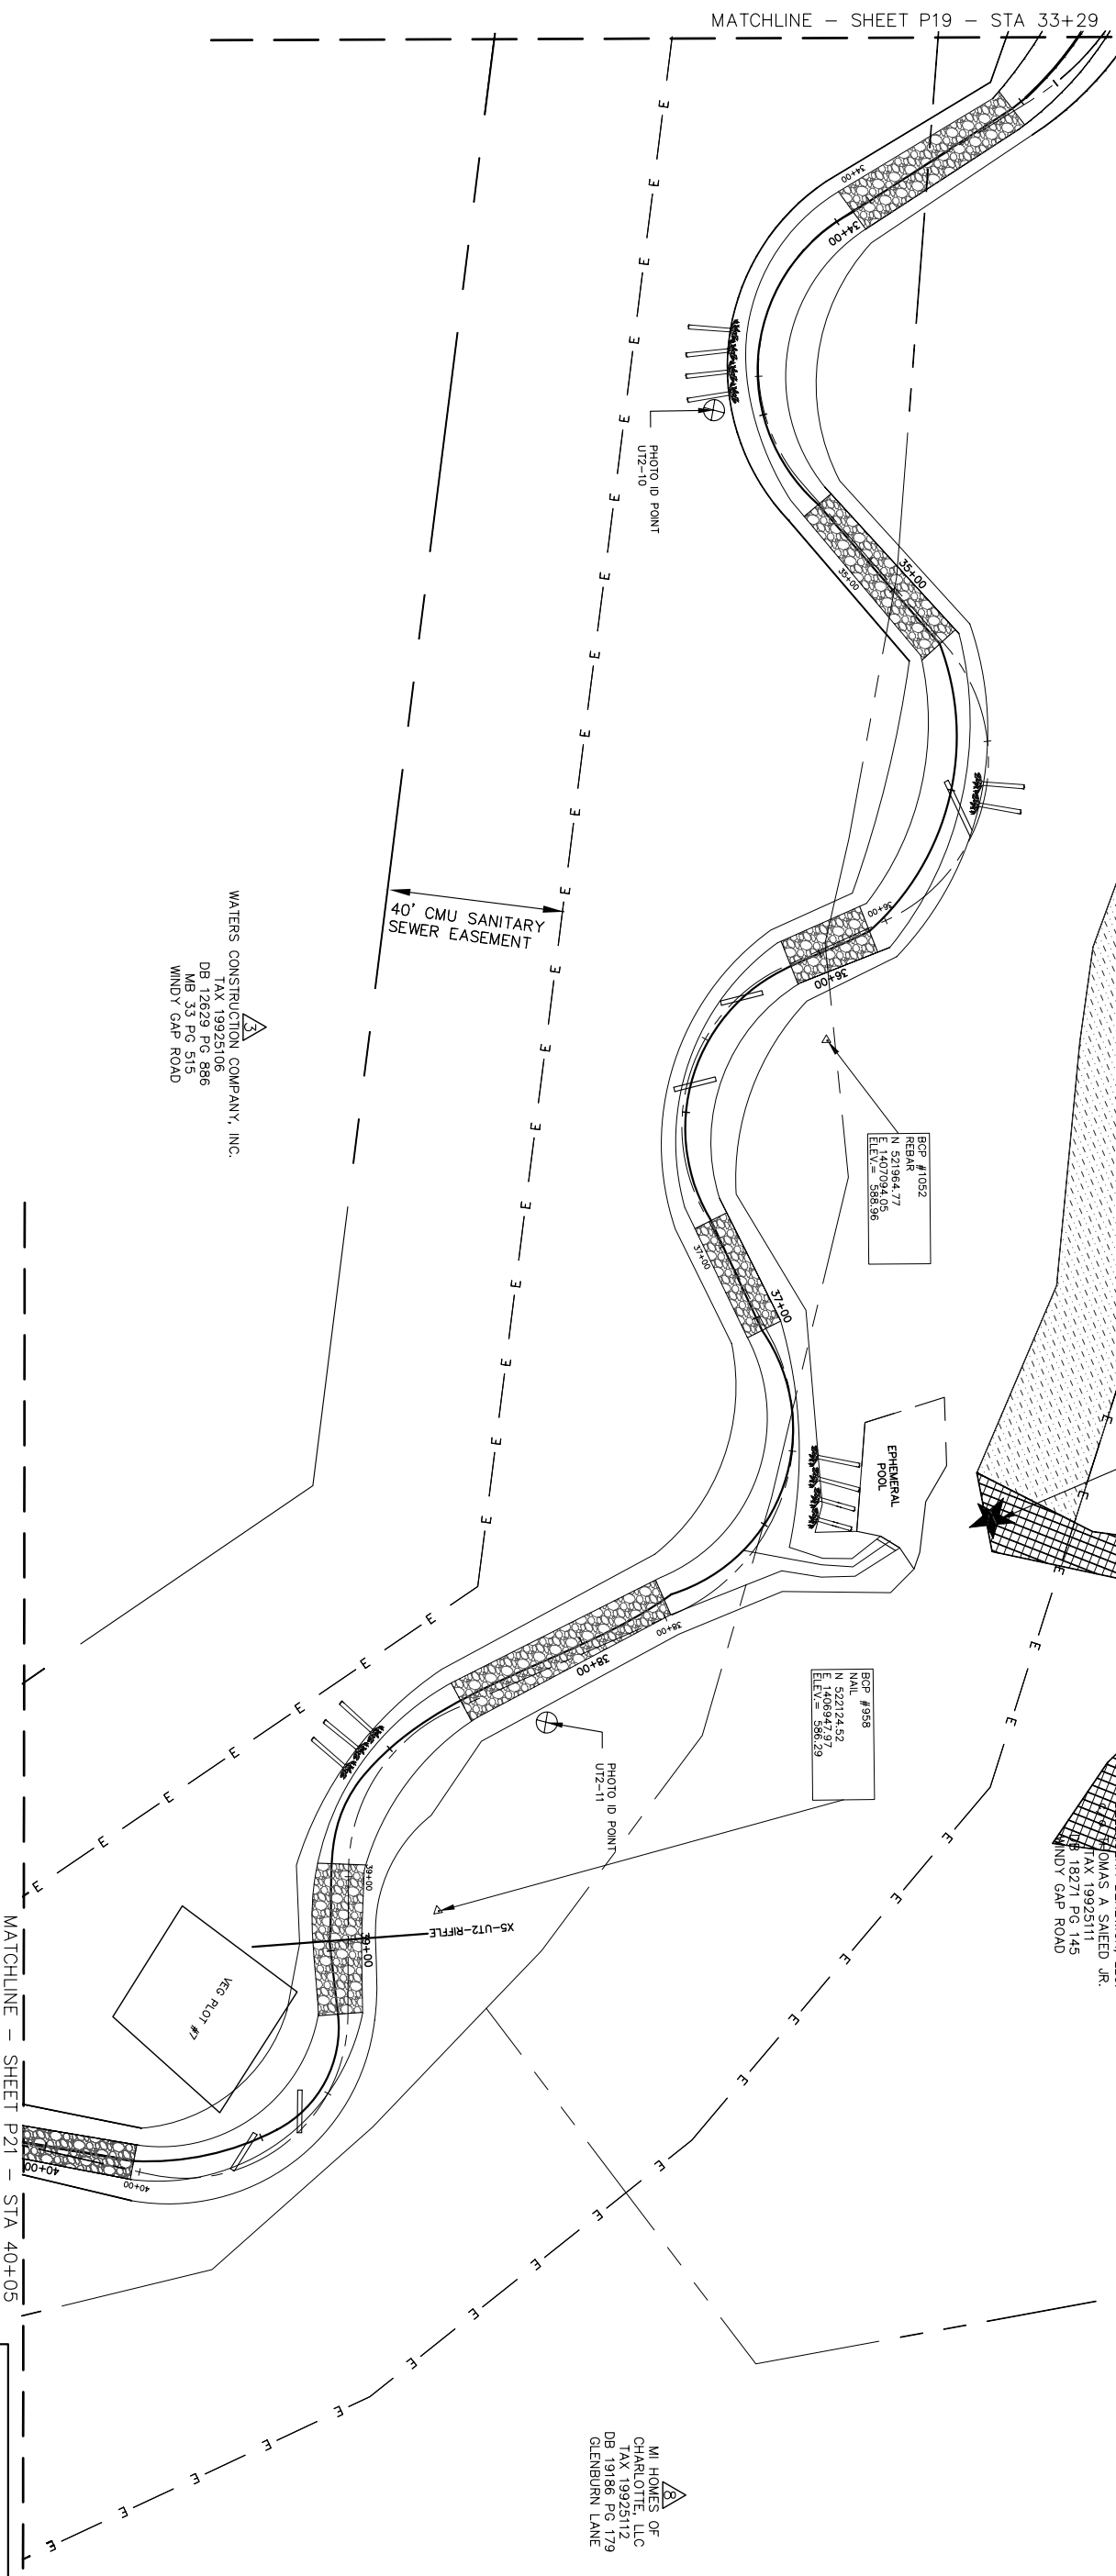 MATCHLINE - SHEET P19 - STA 33+29
34+00
34+00
PHOTO ID POINT
UT2-10
35+00
35+00
40' CMU SANITARY
SEWER EASEMENT
36+00
36+00
3
WATERS CONSTRUCTION COMPANY, INC.
TAX 19925106
DB 12629 PG 886
MB 33 PG 515
WINDY GAP ROAD
BCP #1052
REBAR
N 521964.77
E 1407094.05
ELEV.= 588.96
37+00
37+00
EPHEMERAL
POOL
38+00
38+00
BCP #958
NAIL
N 522124.52
E 1406947.97
ELEV.= 586.29
PHOTO ID POINT
UT2-11
THOMAS A SAIEED JR.
TAX 19925111
DB 18271 PG 145
WINDY GAP ROAD
39+00
39+00
X5-UT2-RIFFLE
VEG PLOT #7
40+00
40+00
MATCHLINE - SHEET P21 - STA 40+05
8
MI HOMES OF
CHARLOTTE, LLC
TAX 19925112
DB 19186 PG 179
GLENBURN LANE